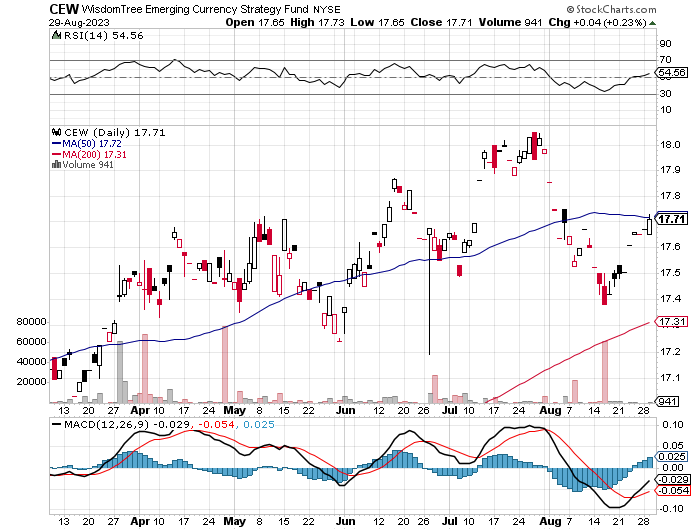 CEW WisdomTree Emerging Currency Strategy Fund NYSE
© StockCharts.com
29-Aug-2023
Open 17.65 High 17.73 Low 17.65 Close 17.71 Volume 941 Chg +0.04 (+0.23%)
RSI(14) 54.56
90
70
54.56
50
30
10
CEW (Daily) 17.71
MA(50) 17.72
MA(200) 17.31
Volume 941
18.0
17.9
17.8
17.71
17.6
17.5
17.4
17.31
17.2
17.1
941
80000
60000
40000
20000
13 20 27 Apr 10 17 24 May 8 15 22 Jun 12 20 26 Jul 10 17 24 Aug 7 14 21 28
MACD(12,26,9) -0.029, -0.054, 0.025
0.10
0.05
0.025
0.00
-0.029
-0.054
-0.10
13 20 27 Apr 10 17 24 May 8 15 22 Jun 12 20 26 Jul 10 17 24 Aug 7 14 21 28